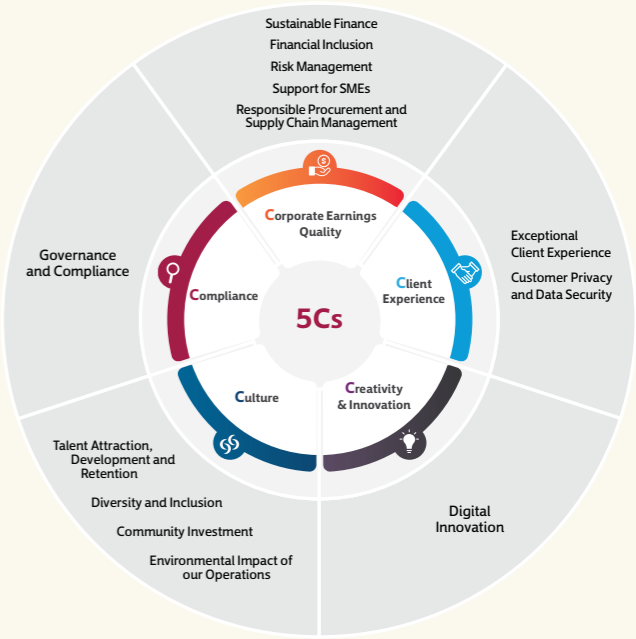 Sustainable Finance
Financial Inclusion
Risk Management
Support for SMEs
Responsible Procurement and
Supply Chain Management
Corporate Earnings
Quality
Governance
and Compliance
Compliance
Client
Experience
Exceptional
Client Experience
Customer Privacy
and Data Security
5Cs
Culture
Creativity
& Innovation
Talent Attraction,
Development and
Retention
Diversity and Inclusion
Community Investment
Environmental Impact of
our Operations
Digital
Innovation